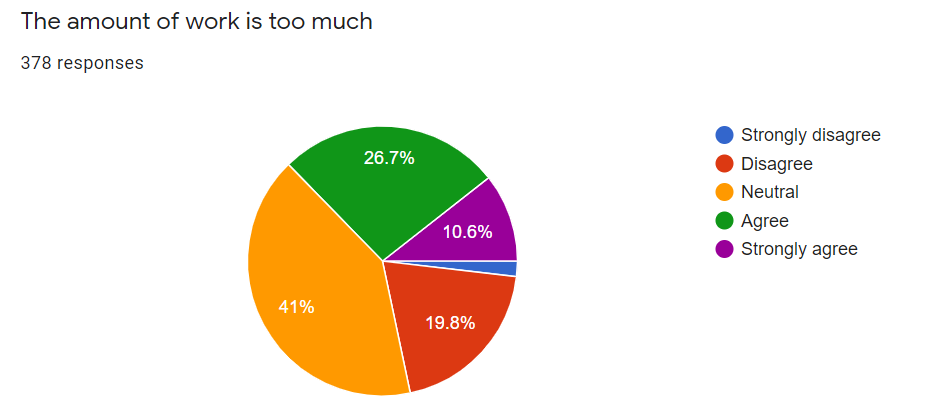 The amount of work is too much
378 responses
26.7%
10.6%
41%
19.8%
Strongly disagree
Disagree
Neutral
Agree
Strongly agree